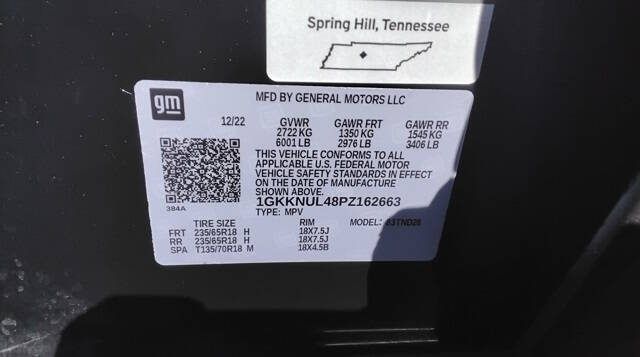 Spring Hill, Tennessee
gm
MFD BY GENERAL MOTORS LLC
12/22 GVWR GAWR FRT GAWR RR
2722 KG 1350 KG 1545 KG
6001 LB 2976 LB 3406 LB
THIS VEHICLE CONFORMS TO ALL
APPLICABLE U.S. FEDERAL MOTOR
VEHICLE SAFETY STANDARDS IN EFFECT
ON THE DATE OF MANUFACTURE
SHOWN ABOVE.
384A
1GKKNUL48PZ162663
TYPE: MPV MODEL:
TIRE SIZE RIM
FRT 235/65R18 H 18X7.5J
RR 235/65R18 H 18X7.5J
SPA T135/70R18 M 18X4.5B